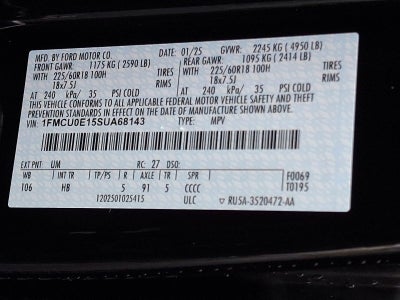 MFD. BY FORD MOTOR CO. DATE: 01/25 GVWR: 2245 KG ( 4950 LB)
FRONT GAWR: 1175 KG ( 2590 LB) REAR GAWR: 1095 KG ( 2414 LB)
WITH 225/60R18 100H TIRES WITH 225/60R18 100H TIRES
18x7.5J RIMS 18x7.5J RIMS
AT 240 kPa/ 35 PSI COLD AT 240 kPa/ 35 PSI COLD
THIS VEHICLE CONFORMS TO ALL APPLICABLE FEDERAL MOTOR VEHICLE SAFETY AND THEFT
PREVENTION STANDARDS IN EFFECT ON THE DATE OF MANUFACTURE SHOWN ABOVE.
VIN: 1FMCU0E15SUA68143 TYPE: MPV
EXT PNT: UM RC: 27 DSO: F0069
WB INT TR TP/PS R AXLE TR SPR T0195
106 HB 5 91 5 CCCC
1202501025415 ULC RU5A-3520472-AA